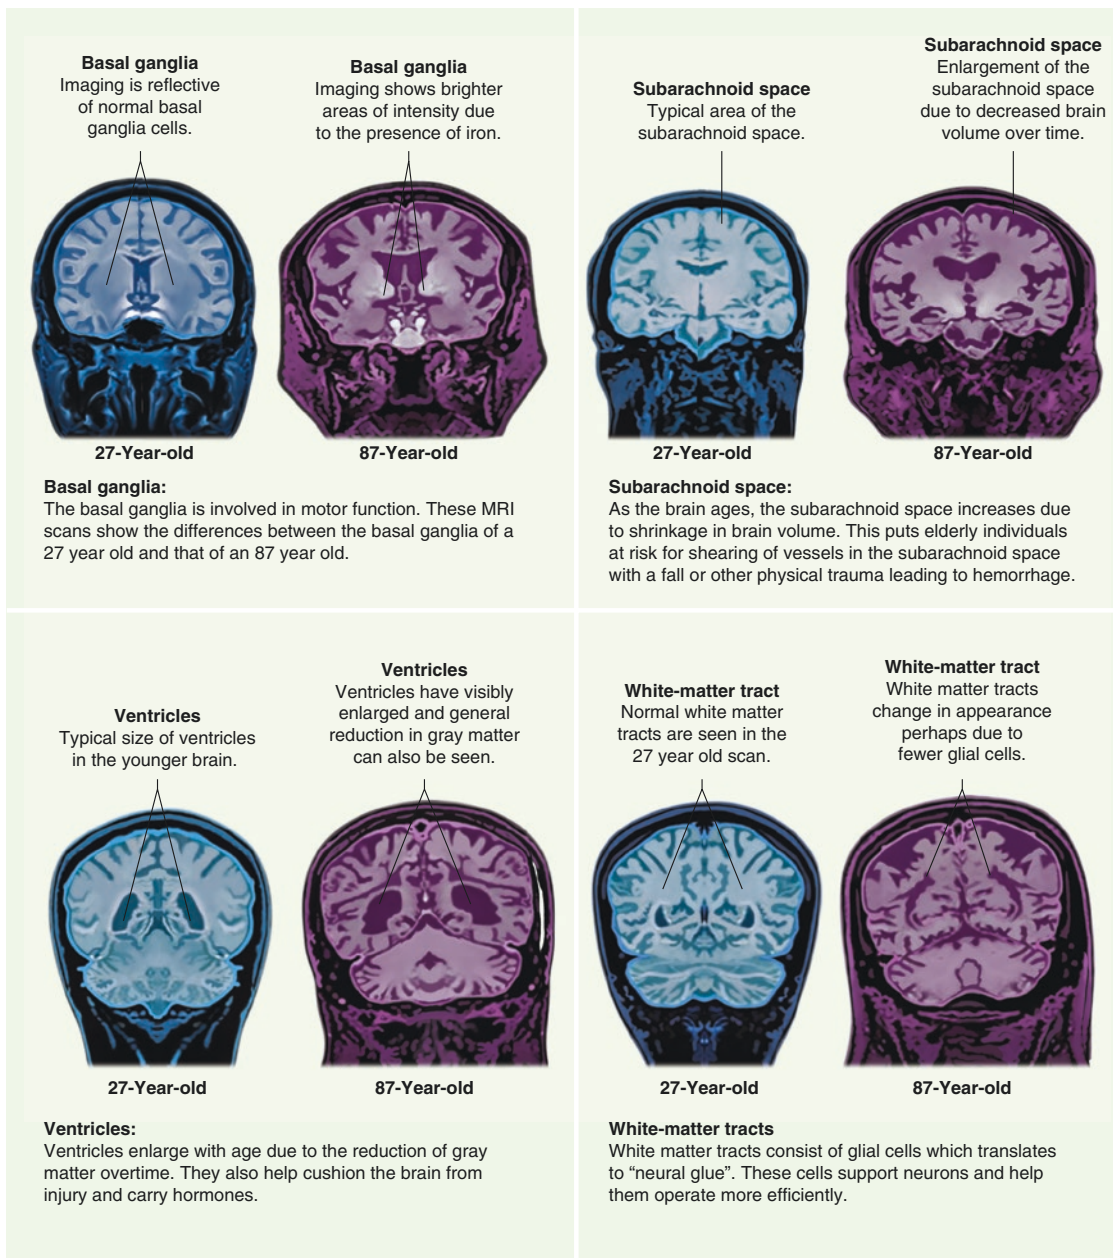 Basal ganglia
Imaging is reflective
of normal basal
ganglia cells.
Basal ganglia
Imaging shows brighter
areas of intensity due
to the presence of iron.
27-Year-old
87-Year-old
Basal ganglia:
The basal ganglia is involved in motor function. These MRI
scans show the differences between the basal ganglia of a
27 year old and that of an 87 year old.
Subarachnoid space
Typical area of the
subarachnoid space.
Subarachnoid space
Enlargement of the
subarachnoid space
due to decreased brain
volume over time.
27-Year-old
87-Year-old
Subarachnoid space:
As the brain ages, the subarachnoid space increases due
to shrinkage in brain volume. This puts elderly individuals
at risk for shearing of vessels in the subarachnoid space
with a fall or other physical trauma leading to hemorrhage.
Ventricles
Typical size of ventricles
in the younger brain.
Ventricles
Ventricles have visibly
enlarged and general
reduction in gray matter
can also be seen.
27-Year-old
87-Year-old
Ventricles:
Ventricles enlarge with age due to the reduction of gray
matter overtime. They also help cushion the brain from
injury and carry hormones.
White-matter tract
Normal white matter
tracts are seen in the
27 year old scan.
White-matter tract
White matter tracts
change in appearance
perhaps due to
fewer glial cells.
27-Year-old
87-Year-old
White-matter tracts
White matter tracts consist of glial cells which translates
to “neural glue”. These cells support neurons and help
them operate more efficiently.